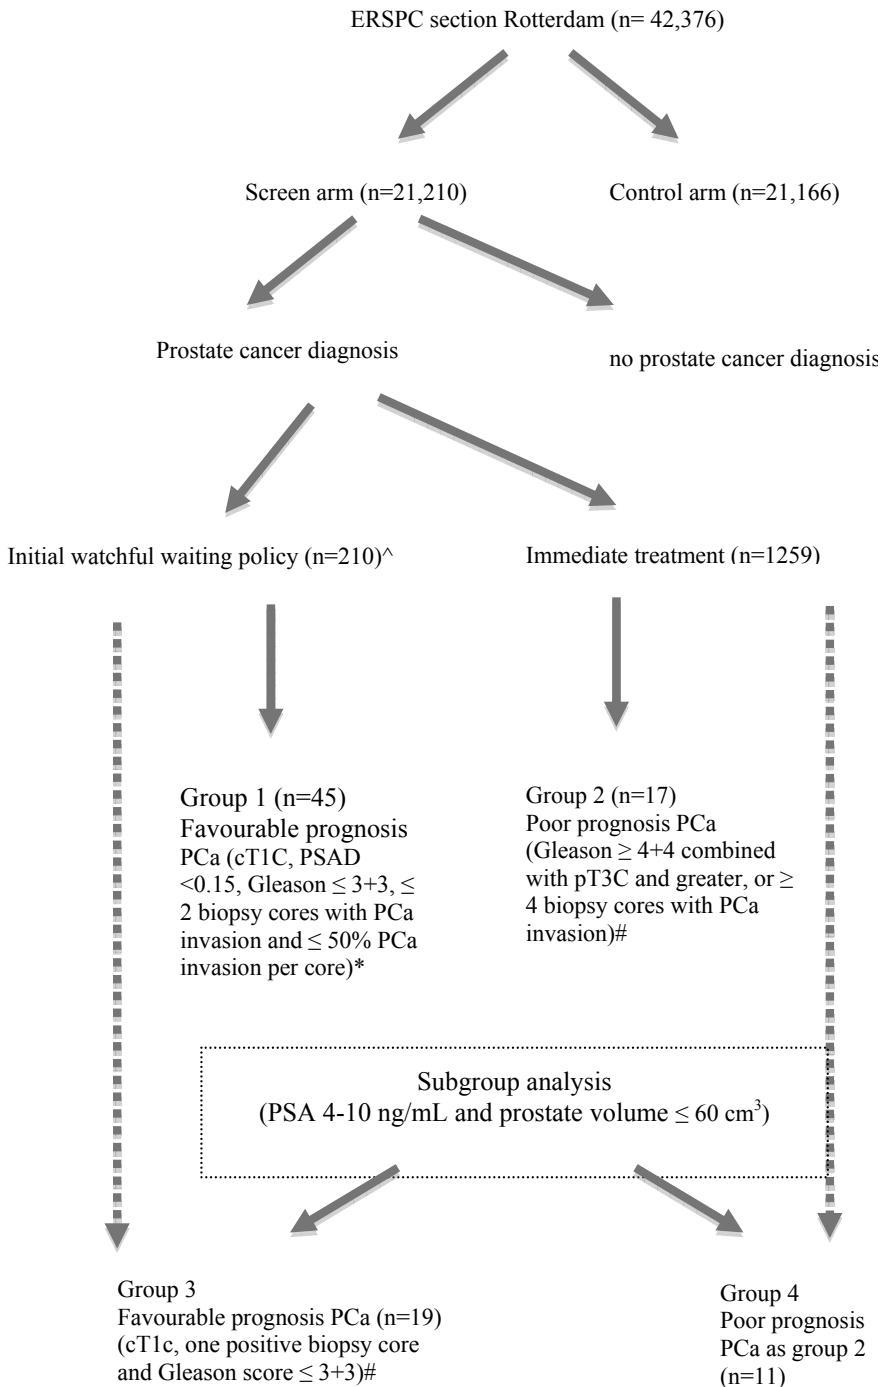 ERSPC section Rotterdam (n= 42,376)
Screen arm (n=21,210)
Control arm (n=21,166)
Prostate cancer diagnosis
no prostate cancer diagnosis
Initial watchful waiting policy (n=210)^
Immediate treatment (n=1259)
Group 1 (n=45)
Favourable prognosis
PCa (cT1C, PSAD
<0.15, Gleason ≤ 3+3, ≤
2 biopsy cores with PCa
invasion and ≤ 50% PCa
invasion per core)*
Group 2 (n=17)
Poor prognosis PCa
(Gleason ≥ 4+4 combined
with pT3C and greater, or ≥
4 biopsy cores with PCa
invasion)#
Subgroup analysis
(PSA 4-10 ng/mL and prostate volume ≤ 60 cm³)
Group 3
Favourable prognosis PCa (n=19)
(cT1c, one positive biopsy core
and Gleason score ≤ 3+3)#
Group 4
Poor prognosis
PCa as group 2
(n=11)